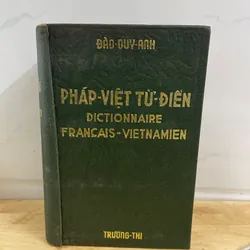 ĐÀO-DUY-ANH
PHÁP-VIỆT TỪ-ĐIỂN
DICTIONNAIRE
FRANÇAIS-VIETNAMIEN
TRƯỜNG-THI